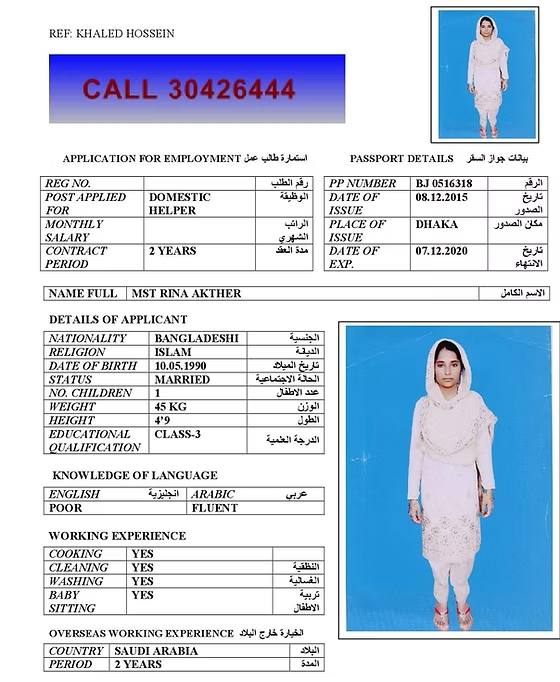 REF: KHALED HOSSEIN
CALL 30426444
APPLICATION FOR EMPLOYMENT استمارة طالب عمل
REG NO. رقم الطلب
POST APPLIED FOR DOMESTIC HELPER الوظيفة
MONTHLY SALARY الراتب الشهري
CONTRACT PERIOD 2 YEARS مدة العقد
PASSPORT DETAILS بيانات جواز السفر
PP NUMBER BJ 0516318 الرقم
DATE OF ISSUE 08.12.2015 تاريخ الصدور
PLACE OF ISSUE DHAKA مكان الصدور
DATE OF EXP. 07.12.2020 تاريخ الانتهاء
NAME FULL MST RINA AKTHER الاسم الكامل
DETAILS OF APPLICANT
NATIONALITY BANGLADESHI الجنسية
RELIGION ISLAM الديانة
DATE OF BIRTH 10.05.1990 تاريخ الميلاد
STATUS MARRIED الحالة الاجتماعية
NO. CHILDREN 1 عدد الاطفال
WEIGHT 45 KG الوزن
HEIGHT 4'9 الطول
EDUCATIONAL QUALIFICATION CLASS-3 الدرجة العلمية
KNOWLEDGE OF LANGUAGE
ENGLISH انجليزية ARABIC عربي
POOR FLUENT
WORKING EXPERIENCE
COOKING YES
CLEANING YES
WASHING YES
BABY SITTING YES تربية الاطفال
OVERSEAS WORKING EXPERIENCE خارج البلاد
COUNTRY SAUDI ARABIA البلاد
PERIOD 2 YEARS المدة